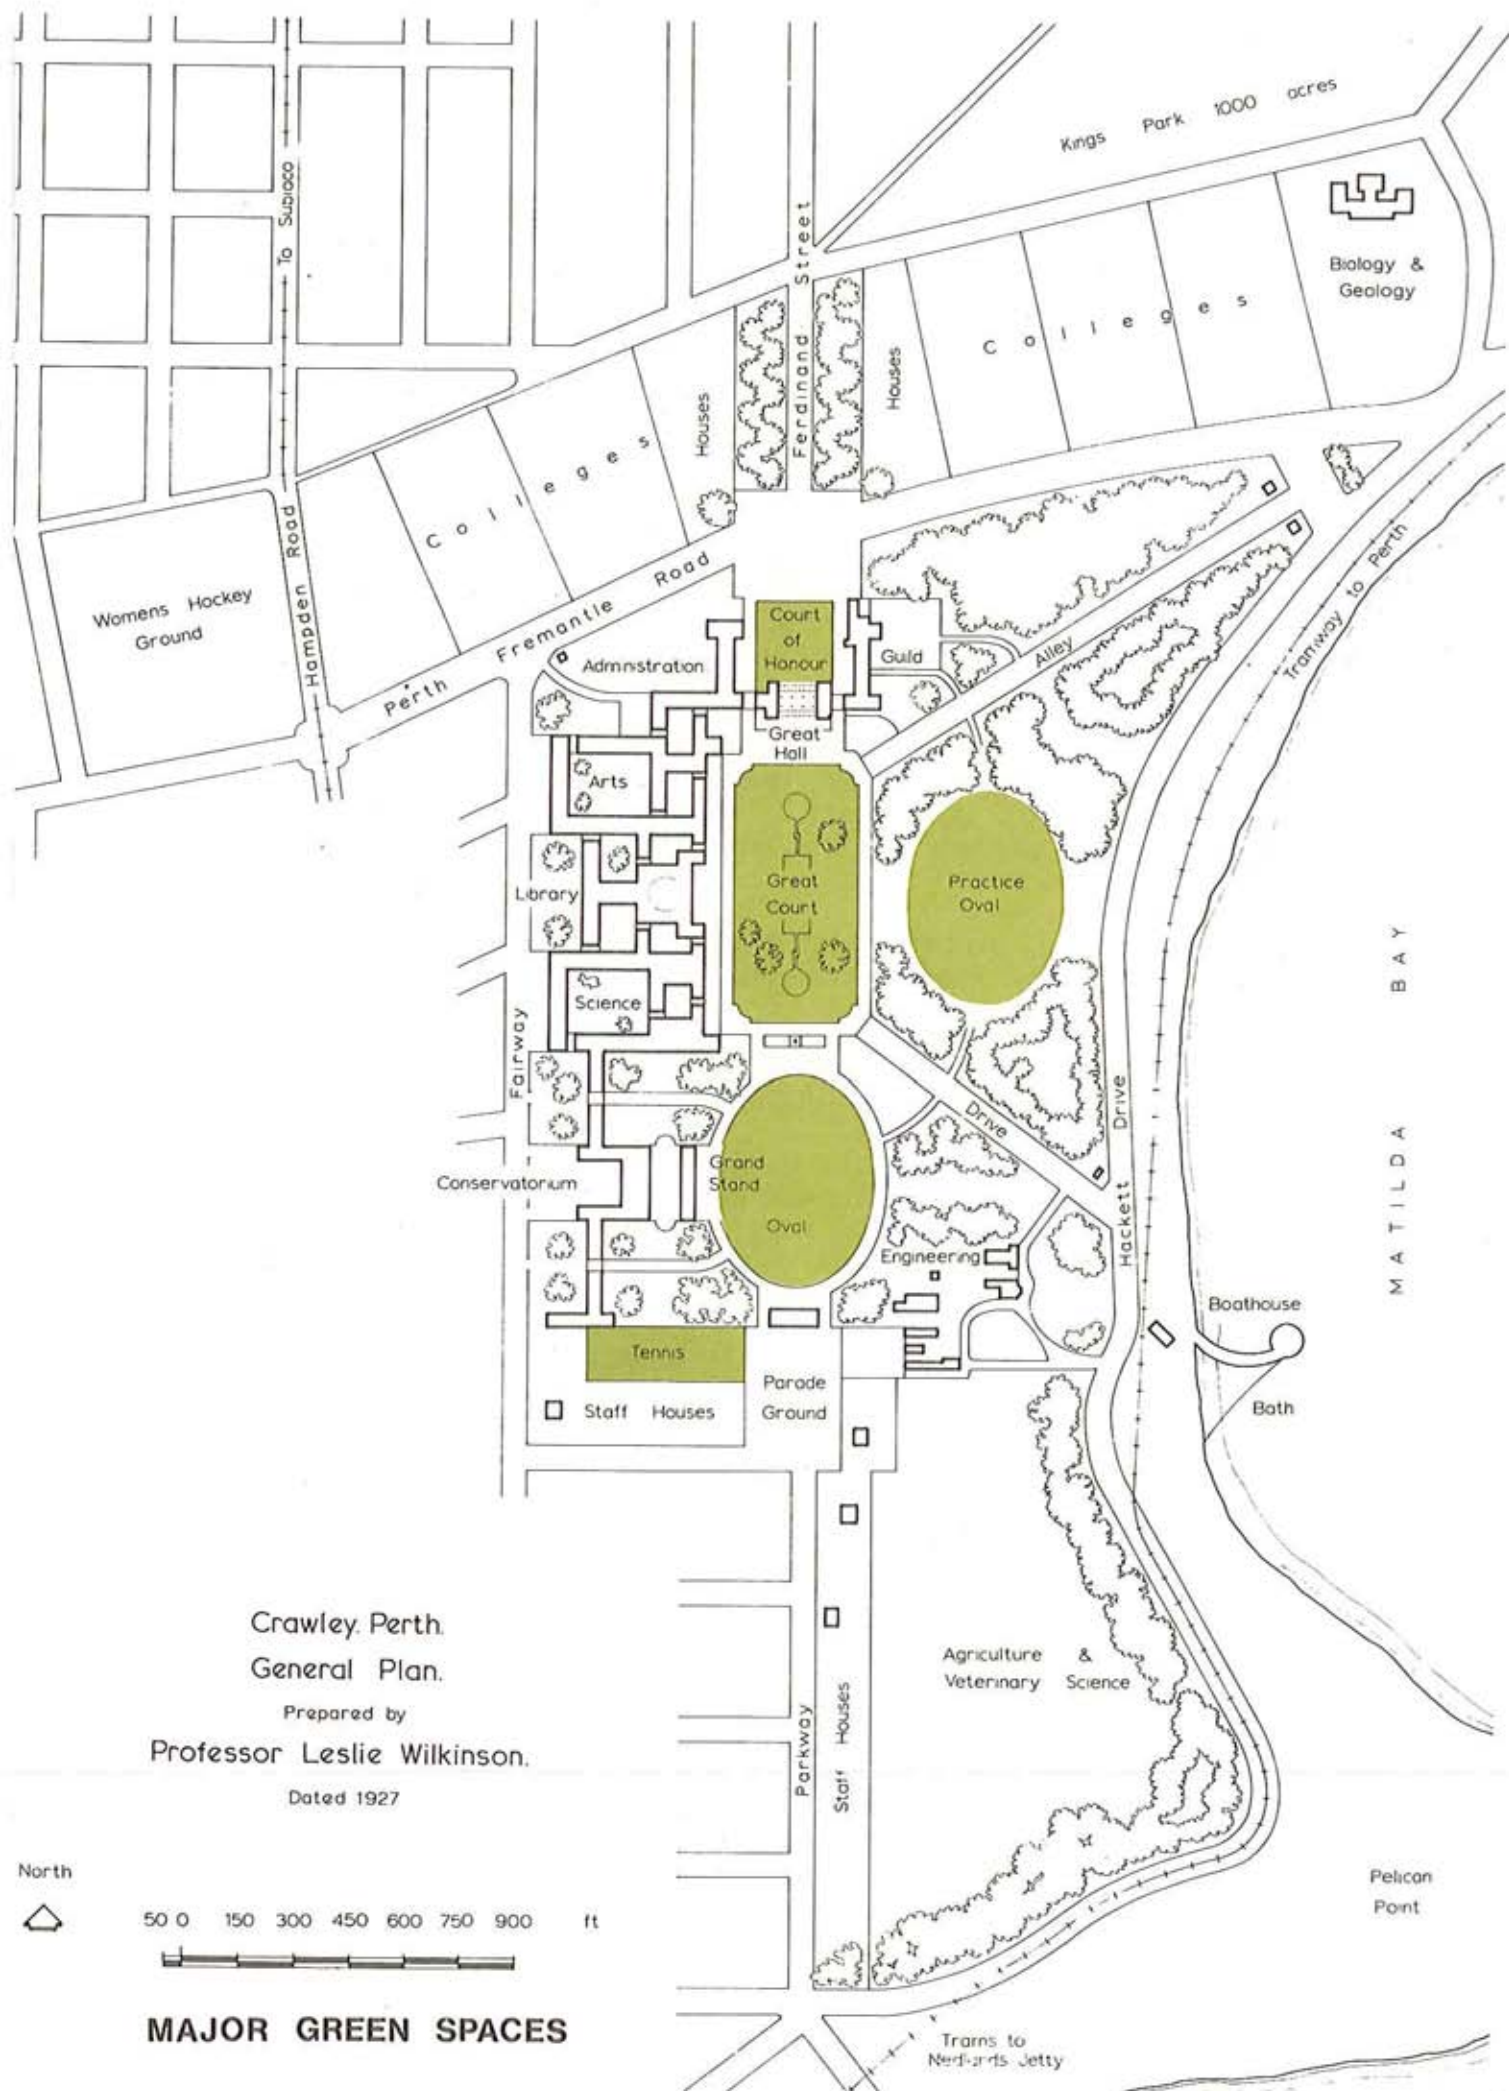 Kings Park 1000 acres
To Subiaco
Ferdinand Street
Biology &
Geology
Colleges
Houses
Houses
Colleges
Womens Hockey
Ground
Hampden Road
Perth Fremantle Road
Tramway to Perth
Court
of
Honour
Administration
Guild
Alley
Great
Hall
Arts
Great
Court
Practice
Oval
Library
Science
MATILDA BAY
Fairway
Drive
Hackett Drive
Conservatorium
Grand
Stand
Oval
Engineering
Boathouse
Tennis
Parade
Ground
Staff Houses
Bath
Crawley. Perth.
General Plan.
Prepared by
Professor Leslie Wilkinson.
Dated 1927
Agriculture &
Veterinary Science
Parkway
Staff Houses
North
50 0 150 300 450 600 750 900 ft
Pelican
Point
MAJOR GREEN SPACES
Trams to
Nedlands Jetty